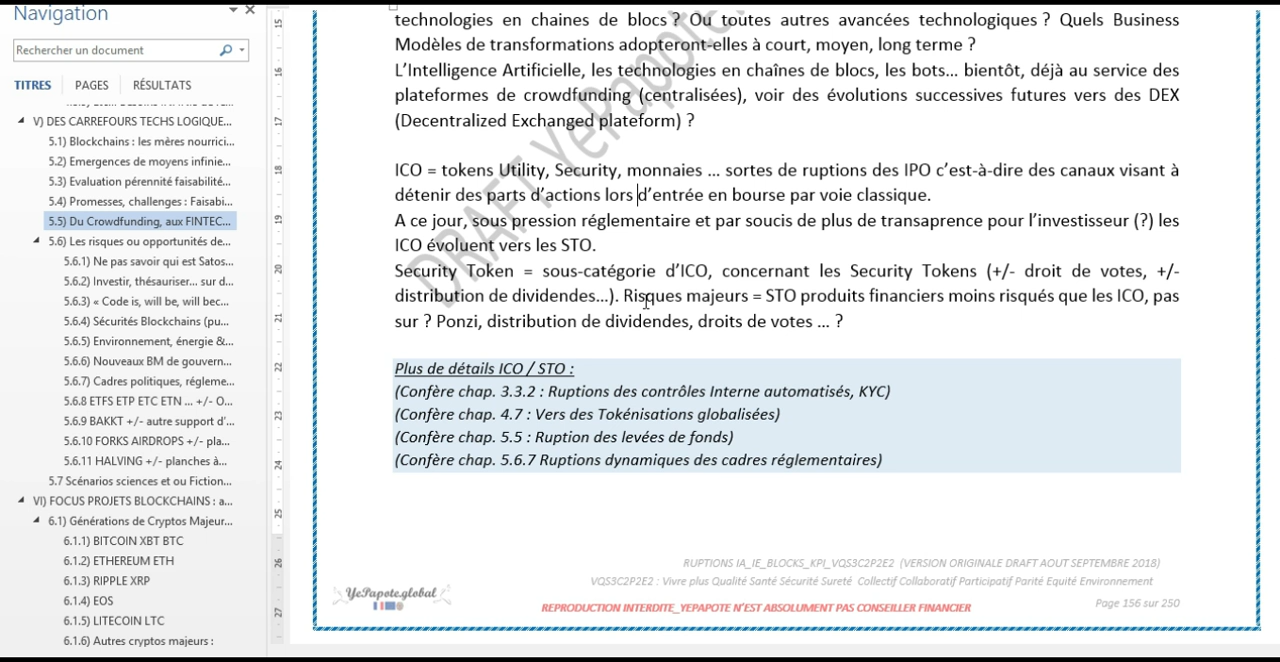 Navigation
Rechercher un document
TITRES PAGES RÉSULTATS
V) DES CARREFOURS TECHS LOGIQUE...
5.1) Blockchains : les mères nourrici...
5.2) Emergences de moyens infinie...
5.3) Evaluation pérennité faisabilité...
5.4) Promesses, challenges : Faisabi...
5.5) Du Crowfunding, aux FINTEC...
5.6) Les risques ou opportunités de...
5.6.1) Ne pas savoir qui est Satos...
5.6.2) Investir, thésauriser... sur d...
5.6.3) « Code is, will be, will bec...
5.6.4) Sécurités Blockchains (pu...
5.6.5) Environnement, énergie &...
5.6.6) Nouveaux BM de gouvern...
5.6.7) Cadres politiques, régleme...
5.6.8 ETFS ETP ETC ETN ... +/- O...
5.6.9 BAKKT +/- autre support d'...
5.6.10 FORKS AIRDROPS +/- pla...
5.6.11 HALVING +/- planches à...
5.7 Scénarios sciences et ou Fiction...
VI) FOCUS PROJETS BLOCKCHAINS : a...
6.1) Générations de Cryptos Majeur...
6.1.1) BITCOIN XBT BTC
6.1.2) ETHEREUM ETH
6.1.3) RIPPLE XRP
6.1.4) EOS
6.1.5) LITECOIN LTC
6.1.6) Autres cryptos majeurs :
15
16
17
18
19
20
21
22
23
24
25
26
27
technologies en chaines de blocs ? Ou toutes autres avancées technologiques ? Quels Business
Modèles de transformations adopteront-elles à court, moyen, long terme ?
L'Intelligence Artificielle, les technologies en chaînes de blocs, les bots... bientôt, déjà au service des
plateformes de crowdfunding (centralisées), voir des évolutions successives futures vers des DEX
(Decentralized Exchanged plateform) ?
ICO = tokens Utility, Security, monnaies ... sortes de ruptions des IPO c'est-à-dire des canaux visant à
détenir des parts d'actions lors d'entrée en bourse par voie classique.
A ce jour, sous pression réglementaire et par soucis de plus de transaprence pour l'investisseur (?) les
ICO évoluent vers les STO.
Security Token = sous-catégorie d'ICO, concernant les Security Tokens (+/- droit de votes, +/-
distribution de dividendes...). Risques majeurs = STO produits financiers moins risqués que les ICO, pas
sur ? Ponzi, distribution de dividendes, droits de votes ... ?
Plus de détails ICO / STO :
(Confère chap. 3.3.2 : Ruptions des contrôles Interne automatisés, KYC)
(Confère chap. 4.7 : Vers des Tokénisations globalisées)
(Confère chap. 5.5 : Ruption des levées de fonds)
(Confère chap. 5.6.7 Ruptions dynamiques des cadres réglementaires)
DRAFT YePapote
RUPTIONS IA_IE_BLOCKS_KPI_VQS3C2P2E2 (VERSION ORIGINALE DRAFT AOUT SEPTEMBRE 2018)
VQS3C2P2E2 : Vivre plus Qualité Santé Sécurité Sureté Collectif Collaboratif Participatif Parité Equité Environnement
YePapote.global
REPRODUCTION INTERDITE_YEPAPOTE N'EST ABSOLUMENT PAS CONSEILLER FINANCIER
Page 156 sur 250